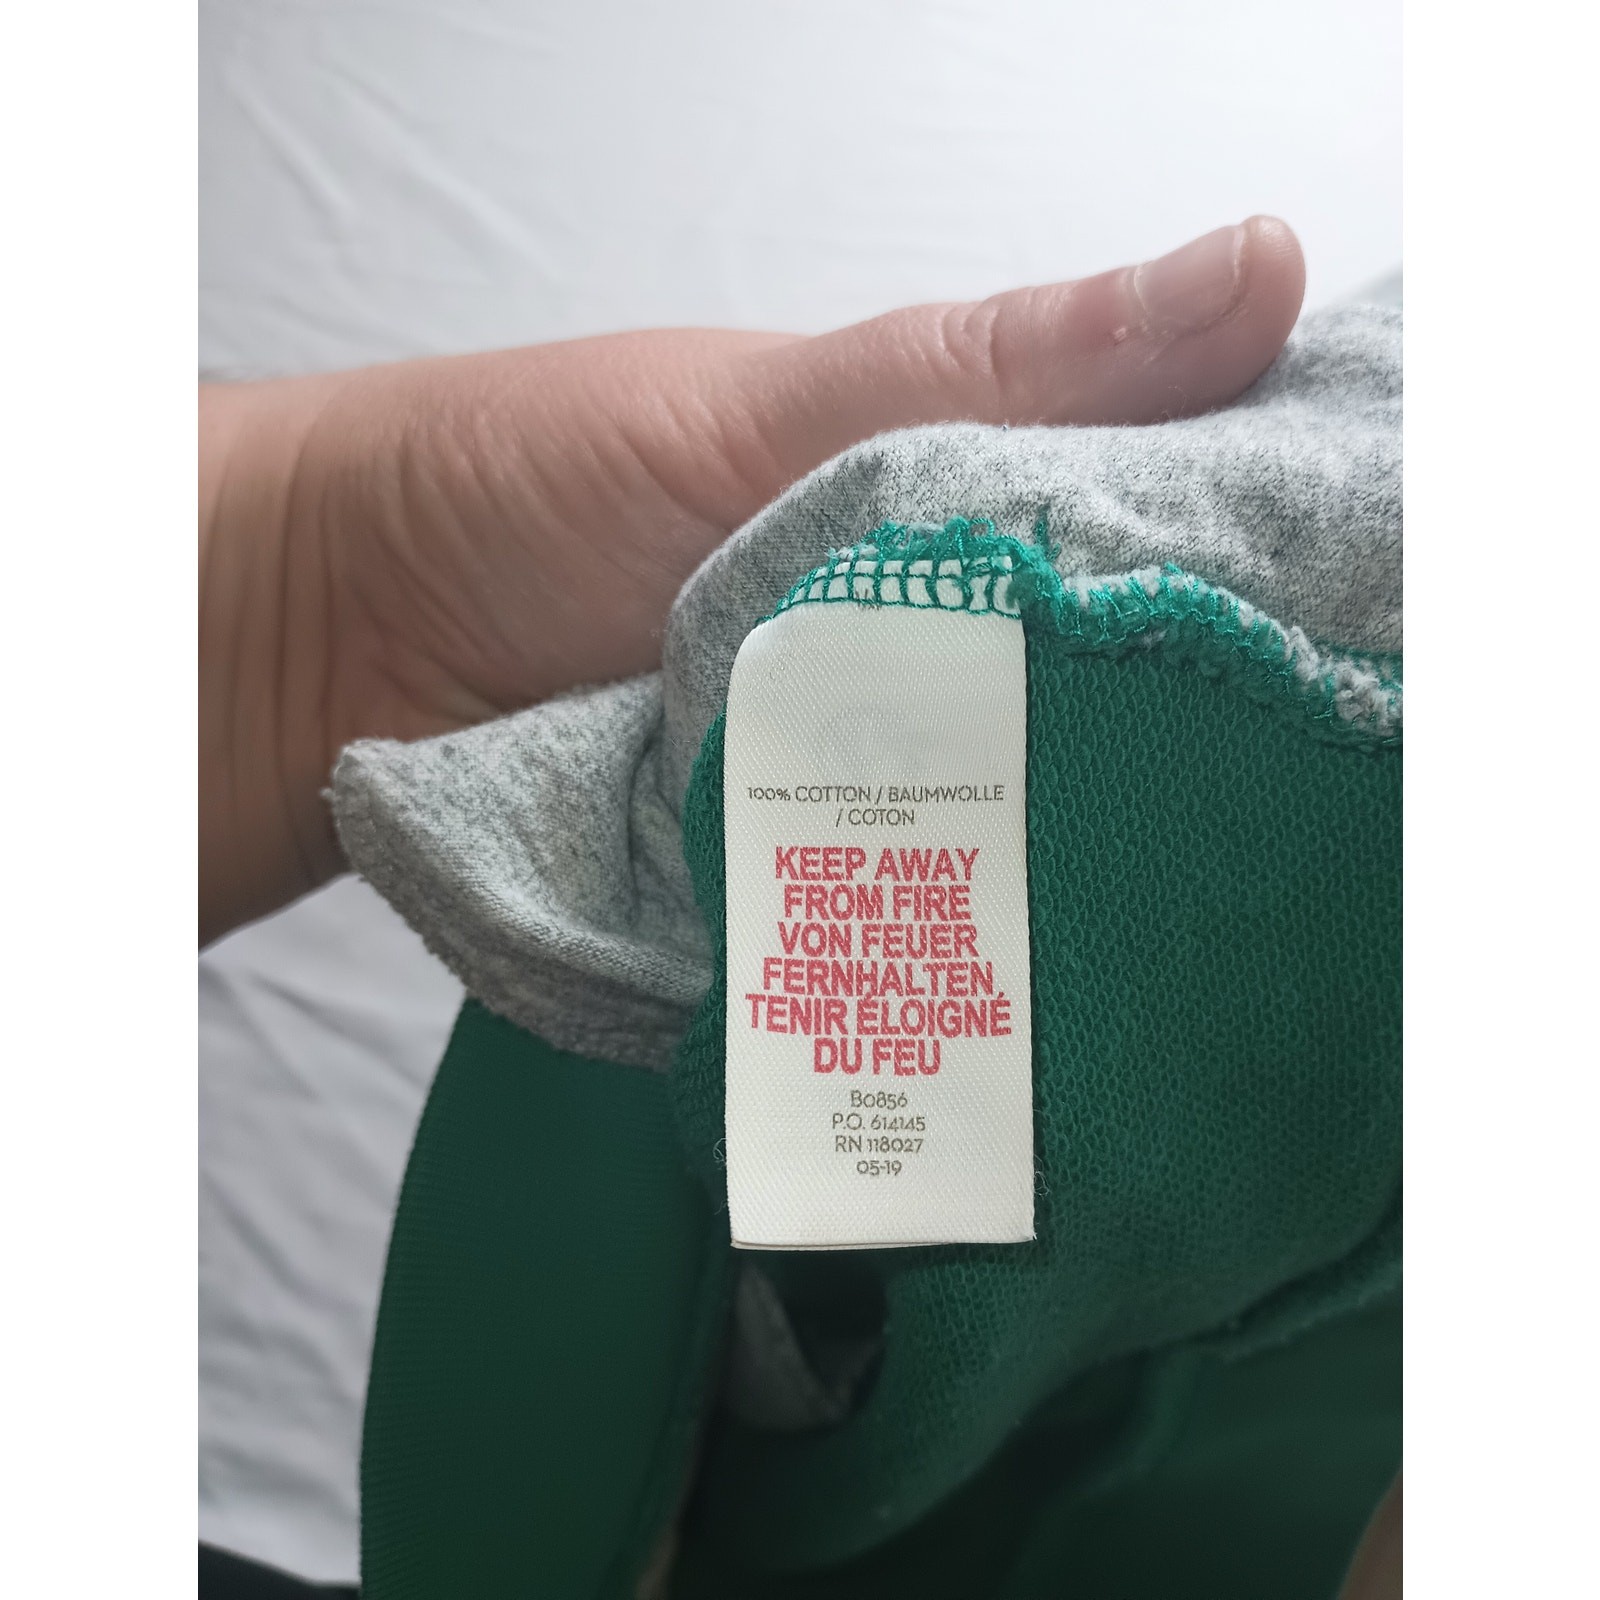 100% COTTON / BAUMWOLLE
/ COTON
KEEP AWAY
FROM FIRE
VON FEUER
FERNHALTEN
TENIR ÉLOIGNÉ
DU FEU
B0856
P.O. 614145
RN 118027
05-19